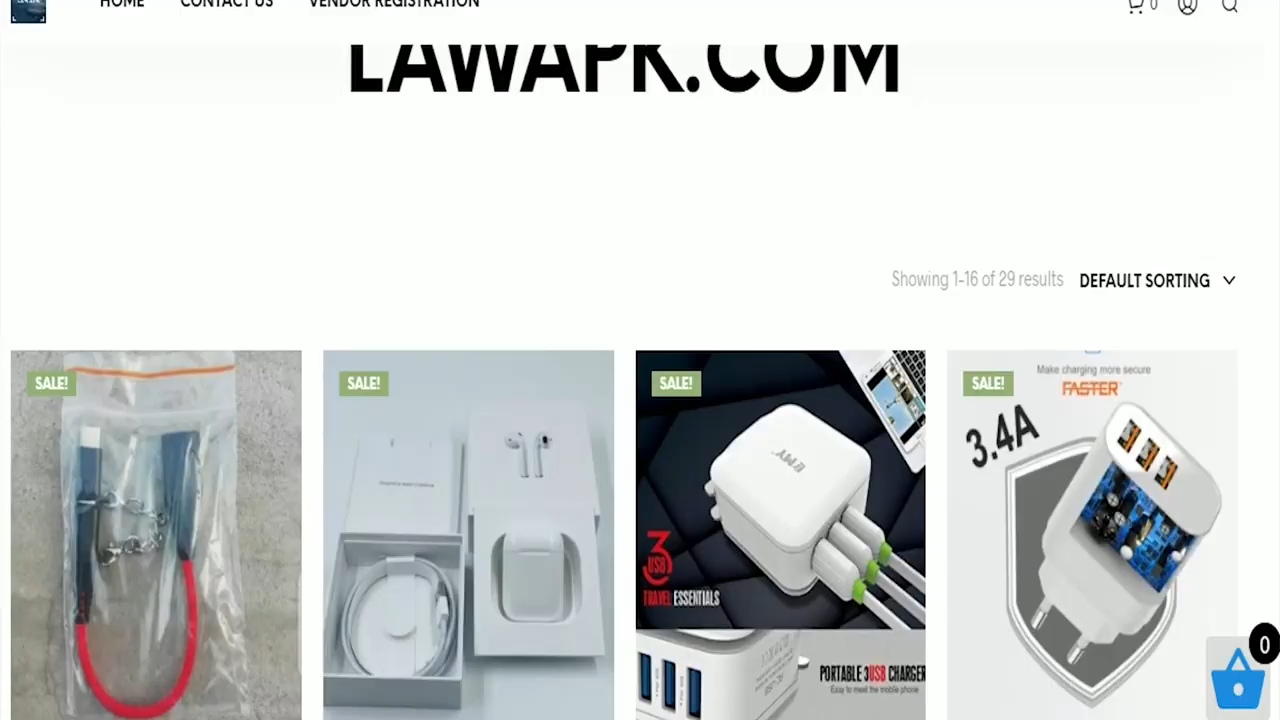 HOME CONTACT US VENDOR REGISTRATION 0
LAWAPK.COM
Showing 1-16 of 29 results DEFAULT SORTING
SALE!
SALE!
SALE!
SALE!
Make charging more secure
FASTER
3.4A
EMY
3
USB
TRAVEL ESSENTIALS
PORTABLE 3USB CHARGER
Easy to meet the mobile phone
0